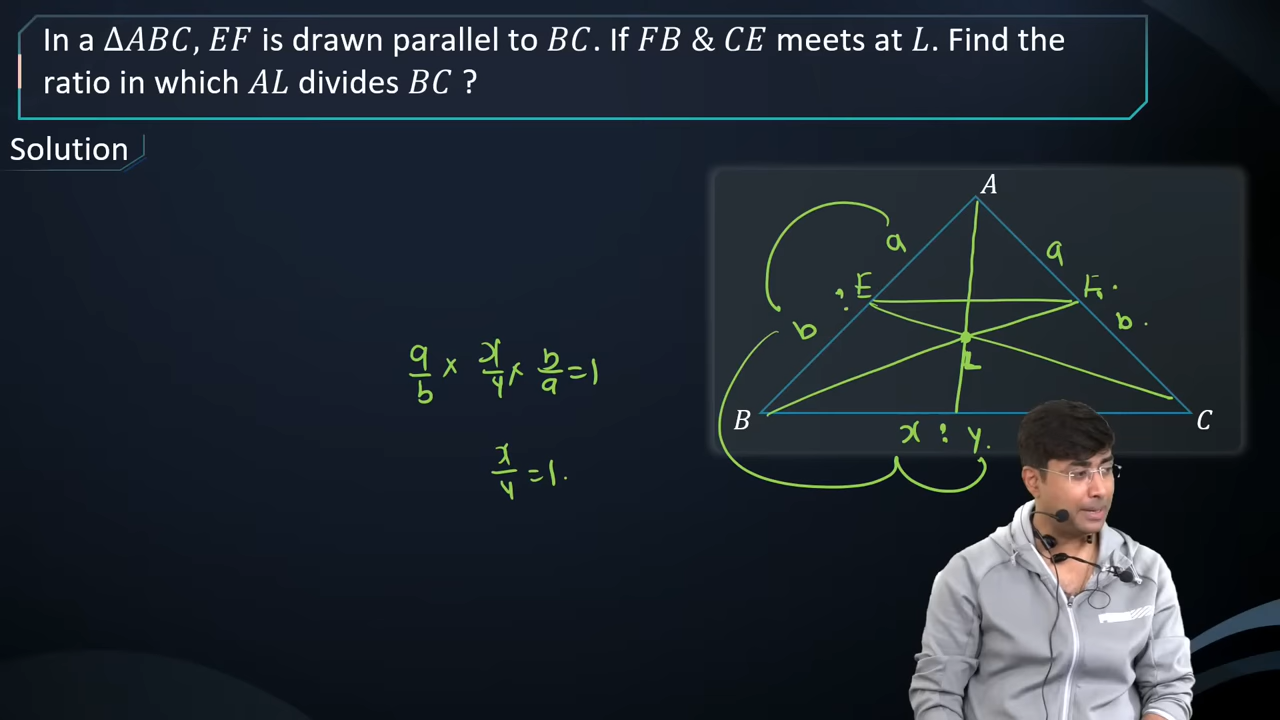 In a ΔABC, EF is drawn parallel to BC. If FB & CE meets at L. Find the
ratio in which AL divides BC ?
Solution
A
a
a
E
F
b
b
L
a/b × x/y × b/a = 1
B
C
x : y.
x/y = 1.